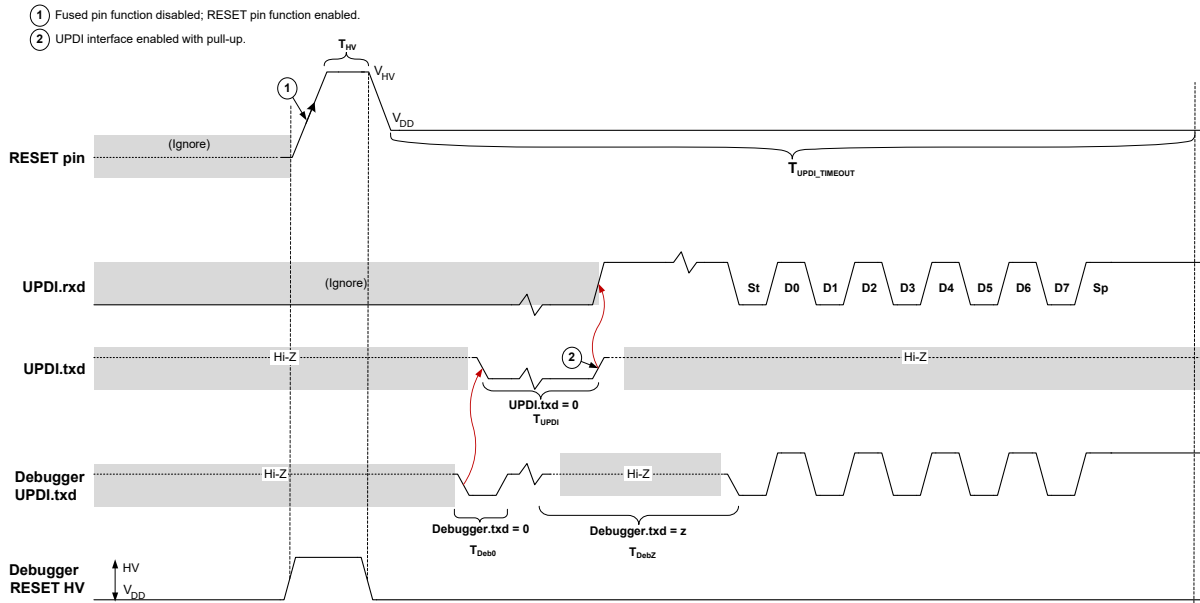 1 Fused pin function disabled; RESET pin function enabled.
2 UPDI interface enabled with pull-up.
THV
VHV
1
VDD
(Ignore)
RESET pin
TUPDI_TIMEOUT
(Ignore)
UPDI.rxd
St D0 D1 D2 D3 D4 D5 D6 D7 Sp
Hi-Z
2
Hi-Z
UPDI.txd
UPDI.txd = 0
TUPDI
Hi-Z
Hi-Z
Debugger
UPDI.txd
Debugger.txd = 0
Debugger.txd = z
TDeb0
TDebZ
Debugger
RESET HV
HV
VDD